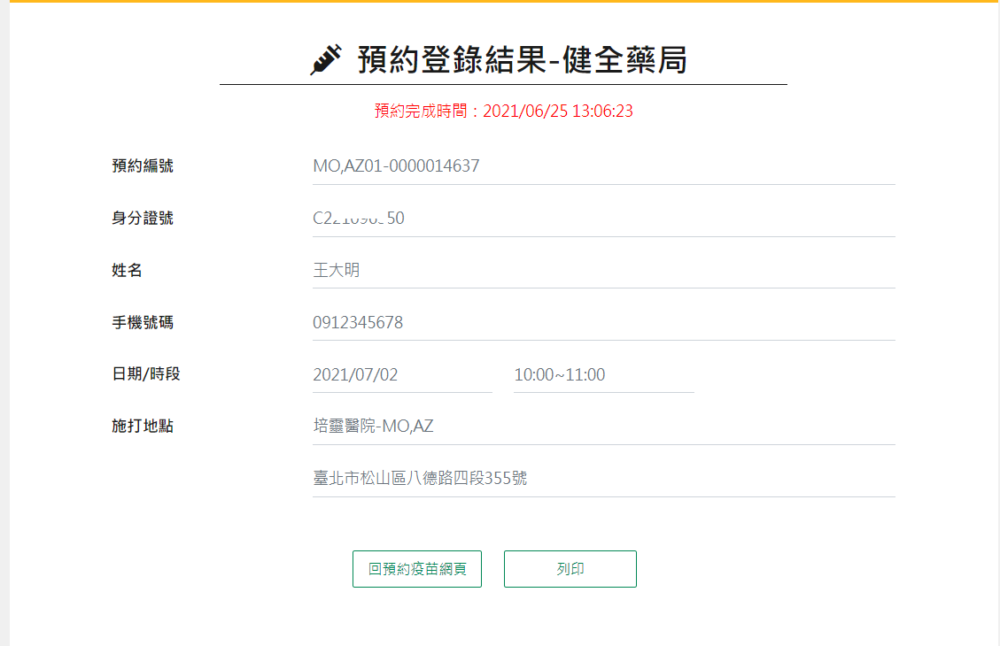 預約登錄結果-健全藥局
預約完成時間：2021/06/25 13:06:23
預約編號 MO,AZ01-0000014637
身分證號 C22 50
姓名 王大明
手機號碼 0912345678
日期/時段 2021/07/02 10:00~11:00
施打地點 培靈醫院-MO,AZ
臺北市松山區八德路四段355號
回預約疫苗網頁 列印